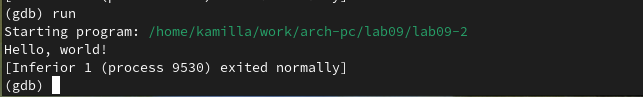 (gdb) run
Starting program: /home/kamilla/work/arch-pc/lab09/lab09-2
Hello, world!
[Inferior 1 (process 9530) exited normally]
(gdb)